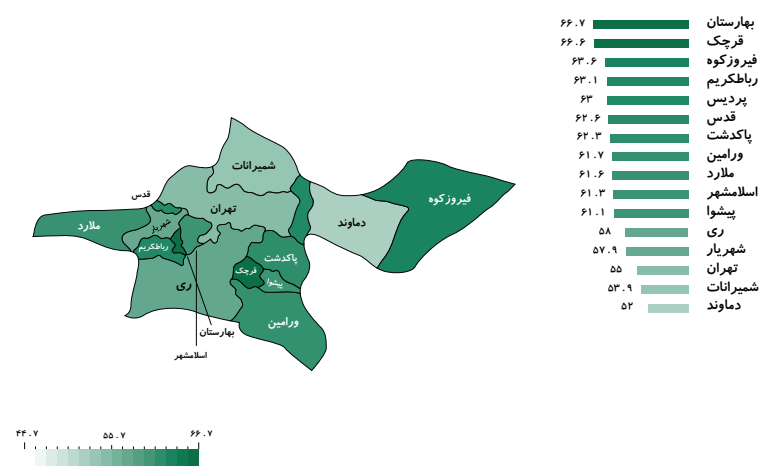 بهارستان ۶۶.۷
قرچک ۶۶.۶
فیروزکوه ۶۳.۶
رباطکریم ۶۳.۱
پردیس ۶۳
قدس ۶۲.۶
پاکدشت ۶۲.۳
ورامین ۶۱.۷
ملارد ۶۱.۶
اسلامشهر ۶۱.۳
پیشوا ۶۱.۱
ری ۵۸
شهریار ۵۷.۹
تهران ۵۵
شمیرانات ۵۳.۹
دماوند ۵۲
شمیرانات
قدس
فیروزکوه
تهران
دماوند
شهریار
ملارد
رباطکریم
پاکدشت
قرچک
پیشوا
ری
ورامین
بهارستان
اسلامشهر
۴۴.۷ ۵۵.۷ ۶۶.۷